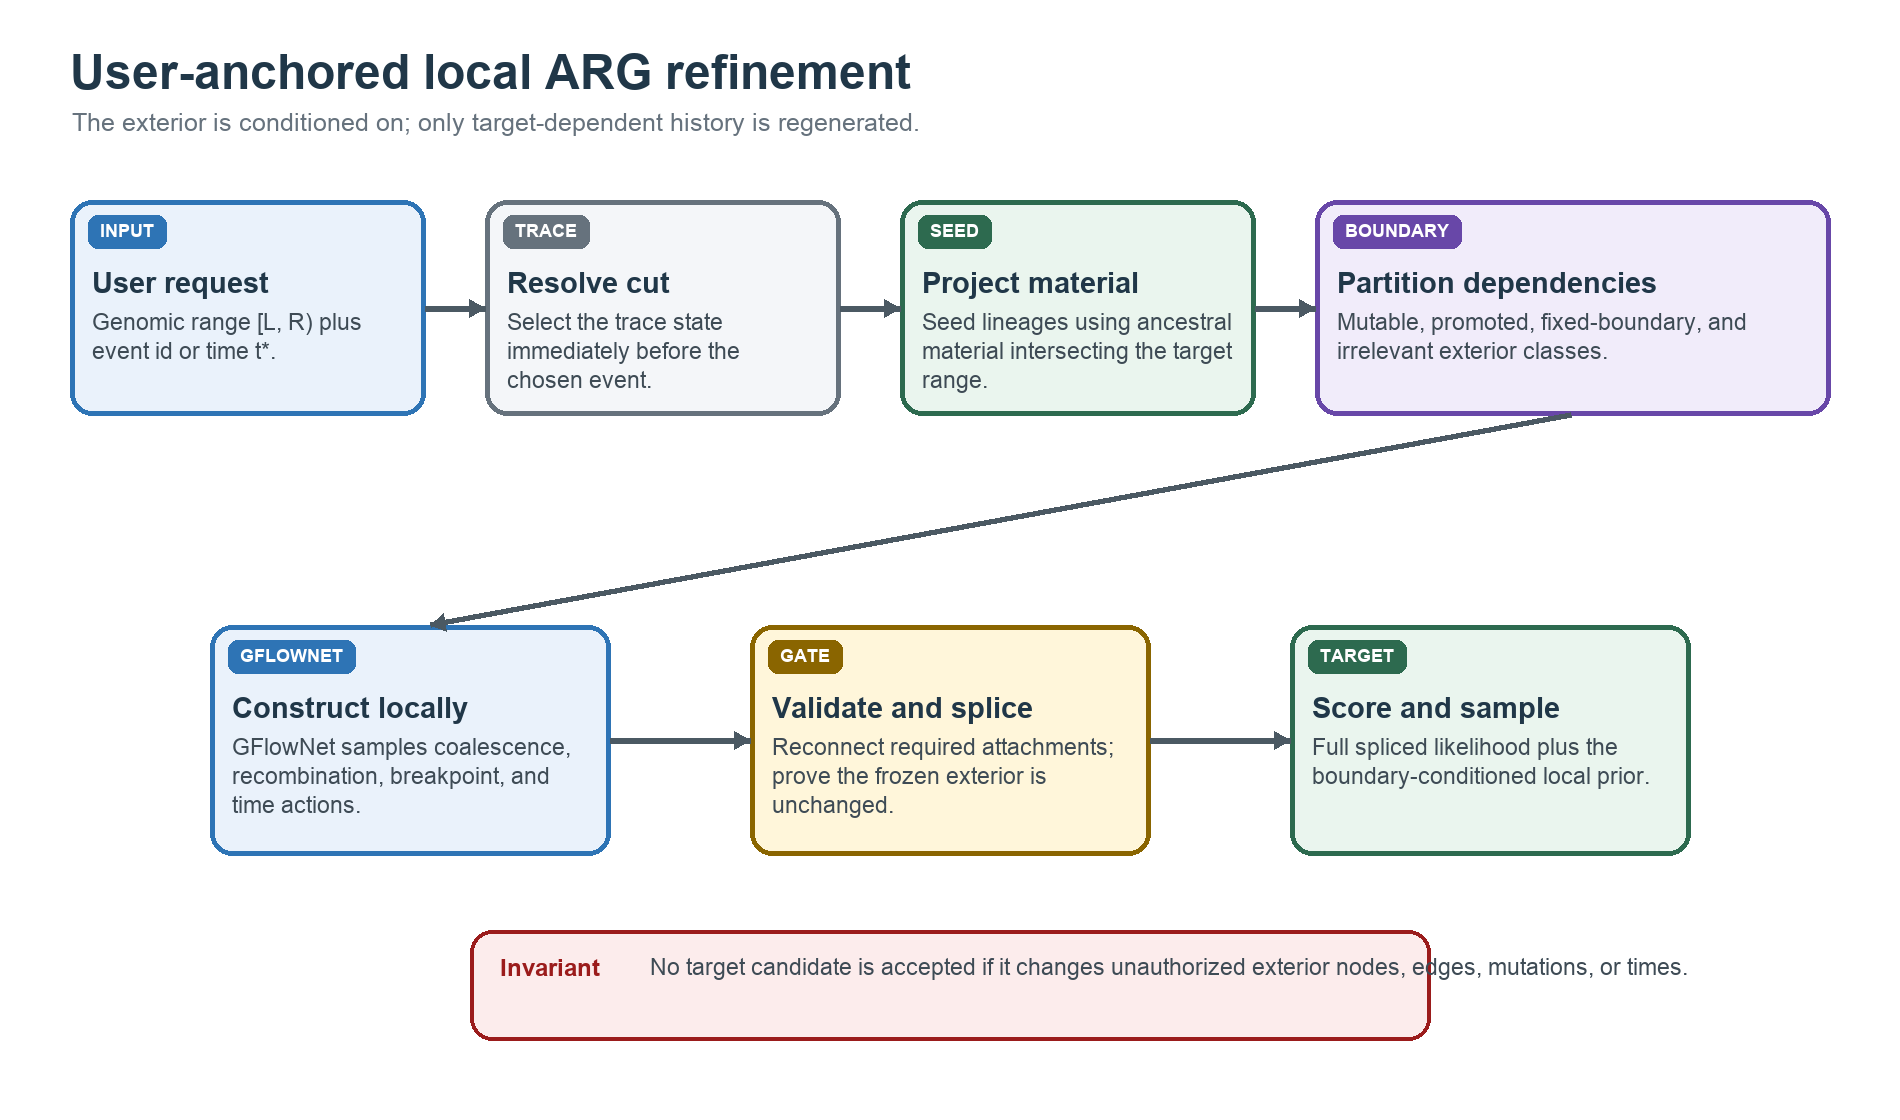 User-anchored local ARG refinement
The exterior is conditioned on; only target-dependent history is regenerated.
INPUT
User request
Genomic range [L, R) plus
event id or time t*.
TRACE
Resolve cut
Select the trace state
immediately before the
chosen event.
SEED
Project material
Seed lineages using ancestral
material intersecting the target
range.
BOUNDARY
Partition dependencies
Mutable, promoted, fixed-boundary, and
irrelevant exterior classes.
GFLOWNET
Construct locally
GFlowNet samples coalescence,
recombination, breakpoint, and
time actions.
GATE
Validate and splice
Reconnect required attachments;
prove the frozen exterior is
unchanged.
TARGET
Score and sample
Full spliced likelihood plus the
boundary-conditioned local prior.
Invariant No target candidate is accepted if it changes unauthorized exterior nodes, edges, mutations, or times.